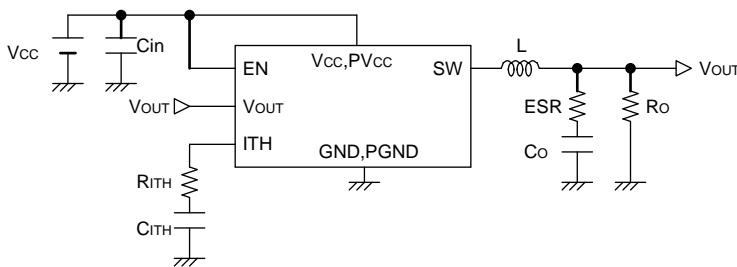 VCC
Cin
VCC,PVCC
EN
SW
L
VOUT
VOUT
VOUT
ESR
RO
ITH
GND,PGND
CO
RITH
CITH